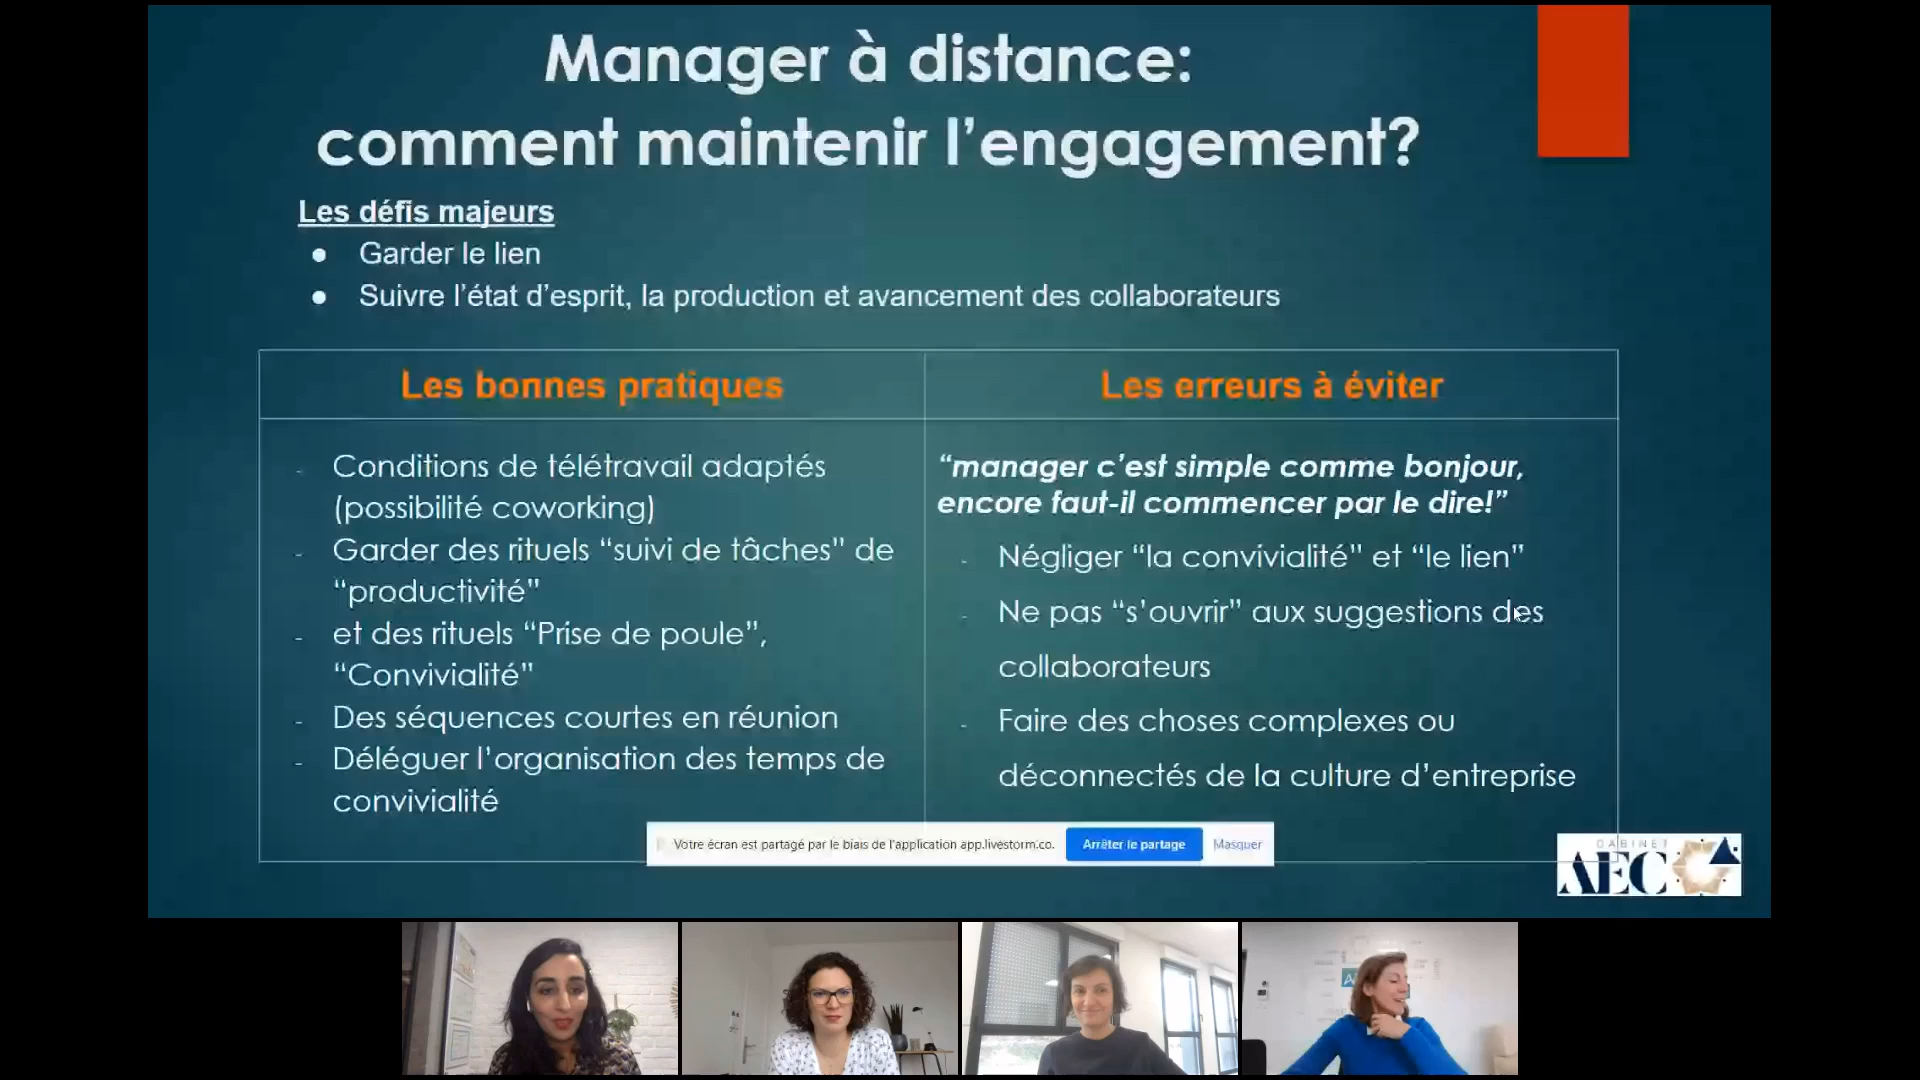 Manager à distance:
comment maintenir l’engagement?
Les défis majeurs
● Garder le lien
● Suivre l’état d’esprit, la production et avancement des collaborateurs
Les bonnes pratiques
- Conditions de télétravail adaptés
(possibilité coworking)
- Garder des rituels “suivi de tâches” de
“productivité”
- et des rituels “Prise de poule”,
“Convivialité”
- Des séquences courtes en réunion
- Déléguer l’organisation des temps de
convivialité
Les erreurs à éviter
“manager c’est simple comme bonjour,
encore faut-il commencer par le dire!”
- Négliger “la convivialité” et “le lien”
- Ne pas “s’ouvrir” aux suggestions des
collaborateurs
- Faire des choses complexes ou
déconnectés de la culture d’entreprise
Votre écran est partagé par le biais de l'application app.livestorm.co.
Arrêter le partage
Masquer
CABINET
AEC